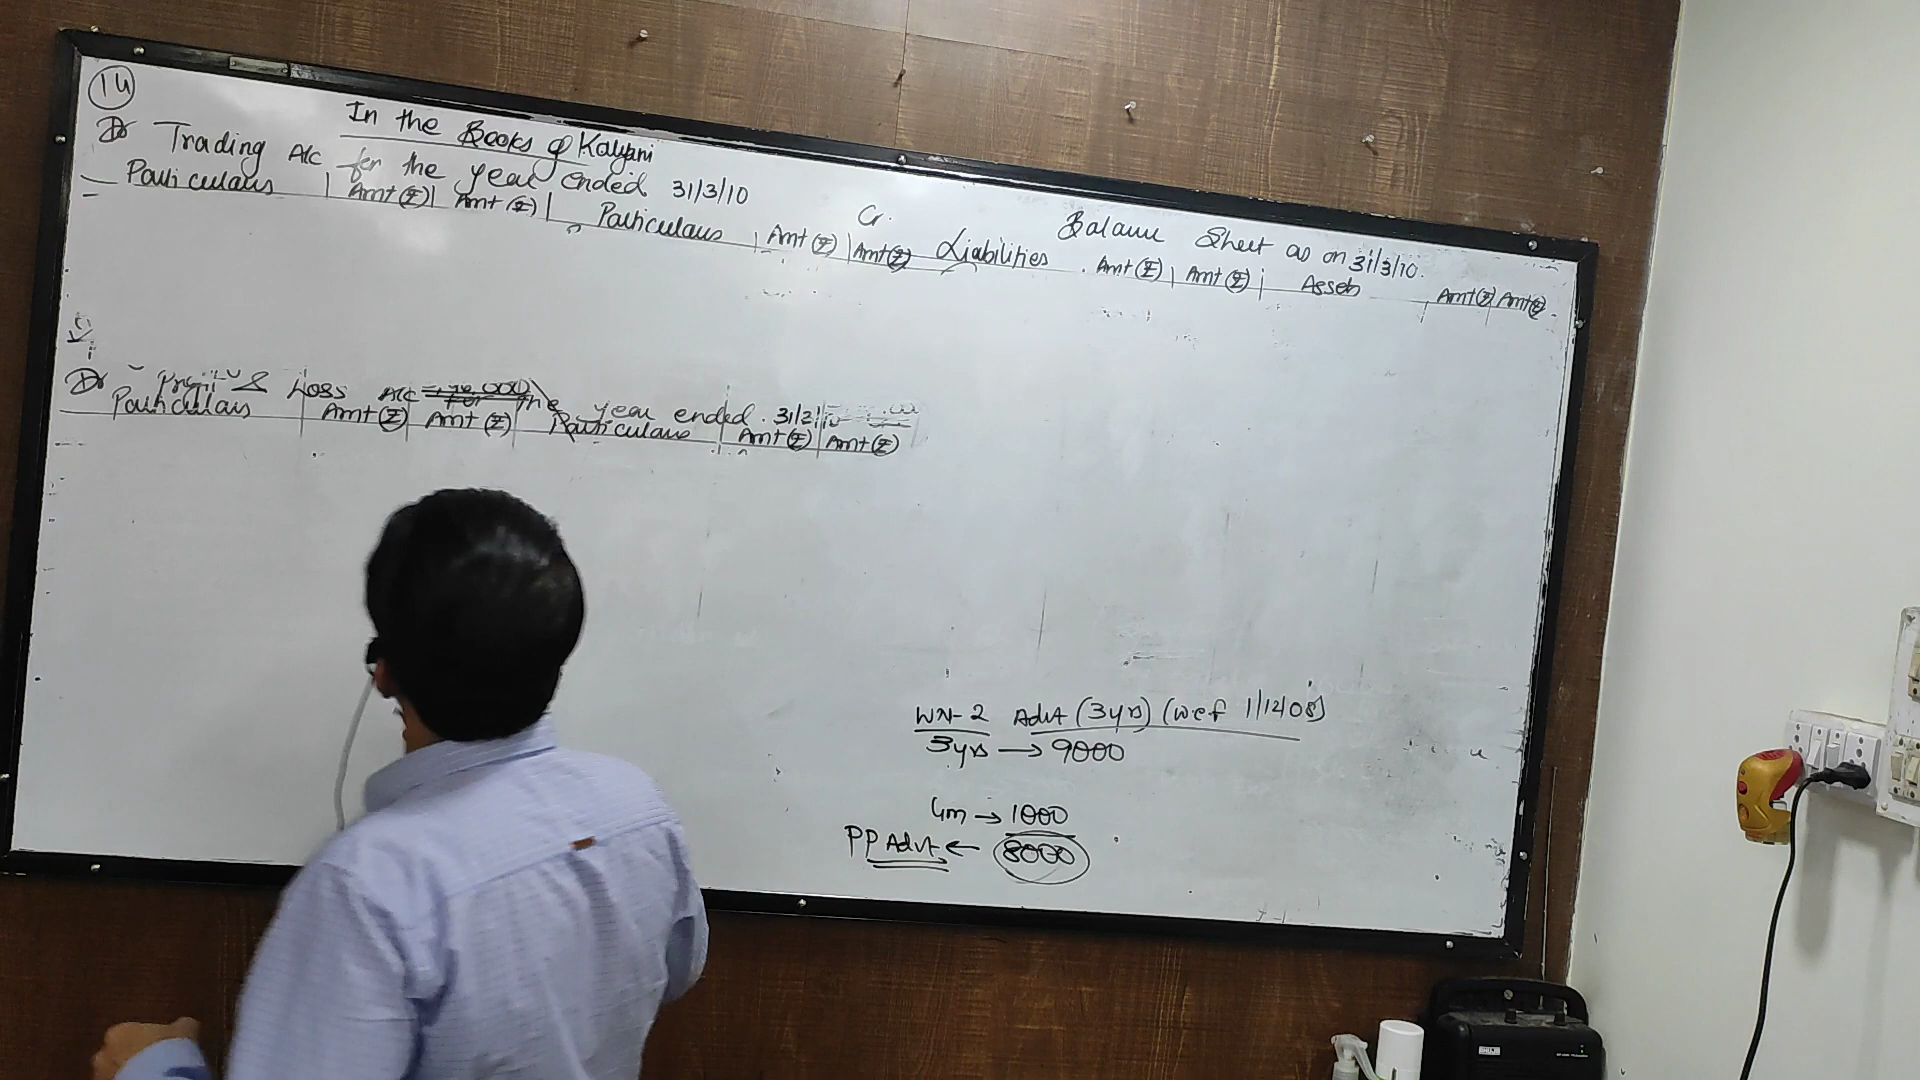 14
In the Books of Kalyani
Dr Trading A/c for the year ended 31/3/10 Cr.
Particulars Amt (₹) Amt (₹) Particulars Amt (₹) Amt (₹)
Balance Sheet as on 31/3/10.
Liabilities Amt (₹) Amt (₹) Assets Amt (₹) Amt (₹)
Dr Profit & Loss A/c for the year ended 31/3/10
Particulars Amt (₹) Amt (₹) Particulars Amt (₹) Amt (₹)
WN-2 Advt (3yrs) (wef 1/12/08)
3yrs → 9000
4m → 1000
PP Advt ← 8000